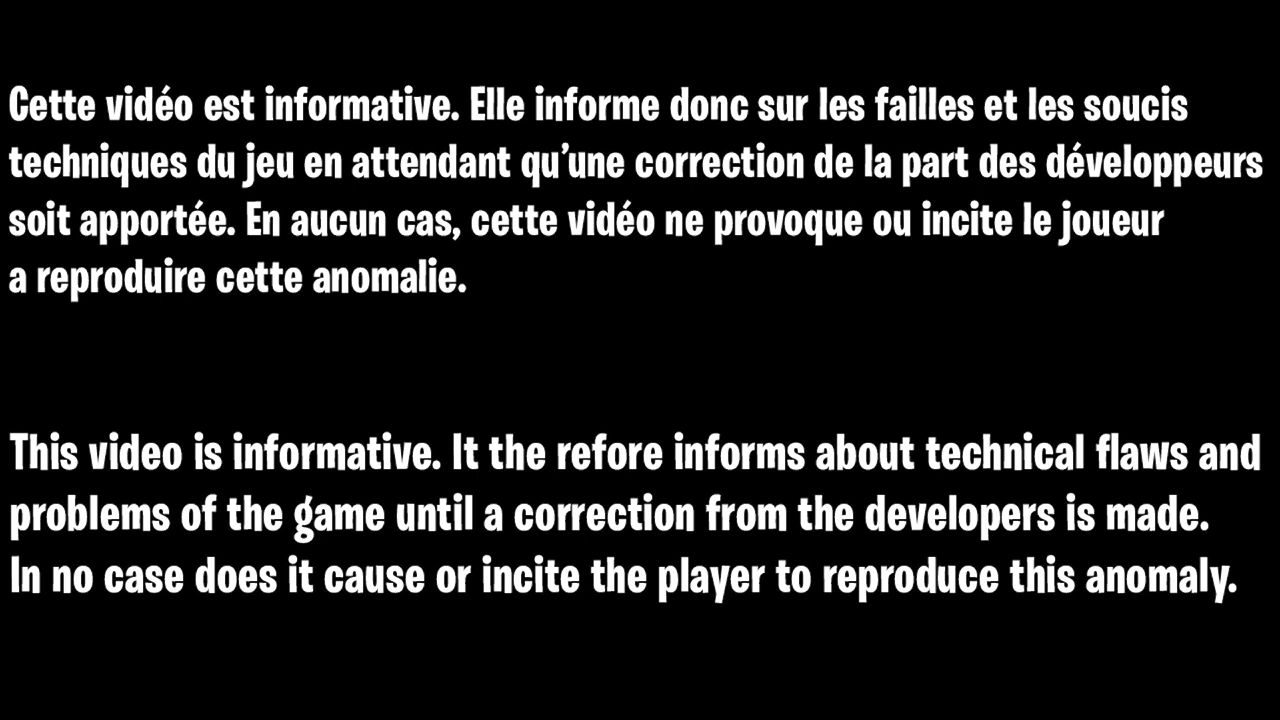 Cette vidéo est informative. Elle informe donc sur les failles et les soucis
techniques du jeu en attendant qu’une correction de la part des développeurs
soit apportée. En aucun cas, cette vidéo ne provoque ou incite le joueur
a reproduire cette anomalie.
This video is informative. It the refore informs about technical flaws and
problems of the game until a correction from the developers is made.
In no case does it cause or incite the player to reproduce this anomaly.